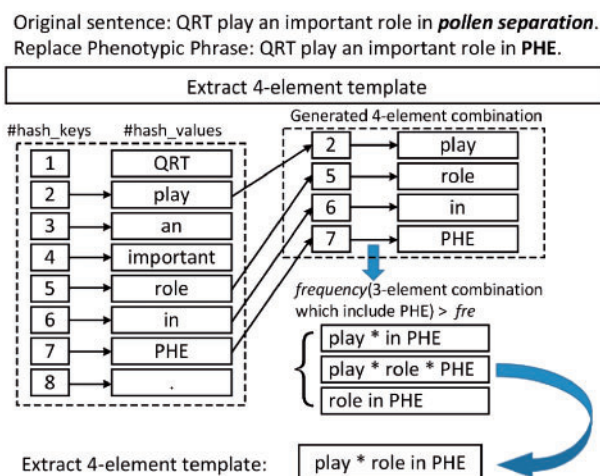 Original sentence: QRT play an important role in pollen separation.
Replace Phenotypic Phrase: QRT play an important role in PHE.
Extract 4-element template
#hash_keys #hash_values
1 QRT
2 play
3 an
4 important
5 role
6 in
7 PHE
8 .
Generated 4-element combination
2 play
5 role
6 in
7 PHE
frequency(3-element combination
which include PHE) > fre
play * in PHE
play * role * PHE
role in PHE
Extract 4-element template: play * role in PHE